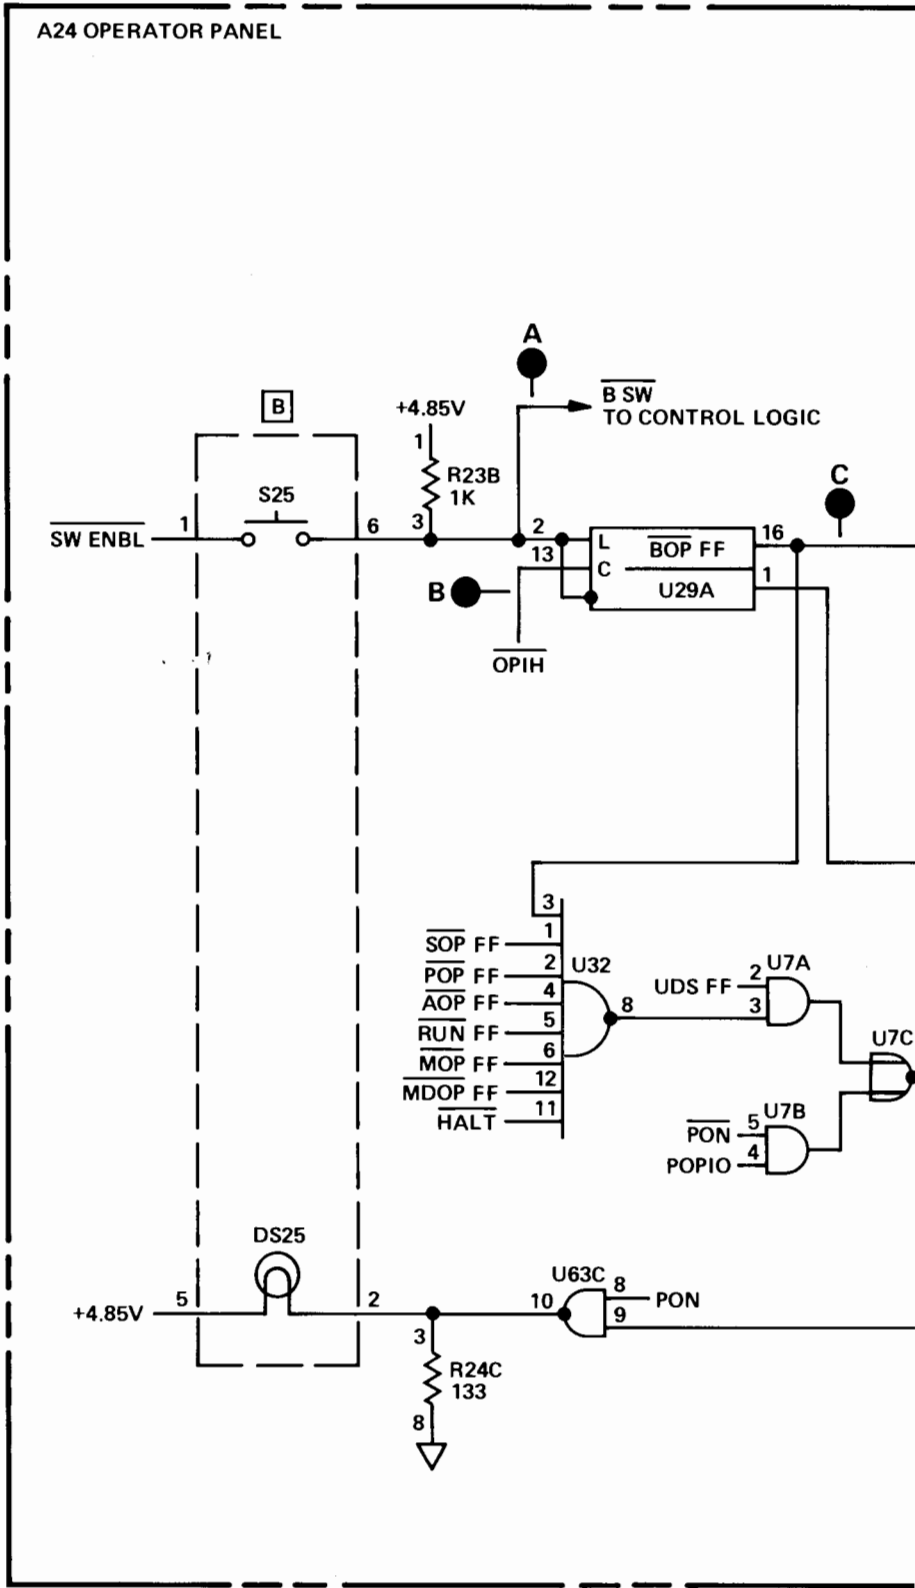 A24 OPERATOR PANEL
A
B
+4.85V
B SW
TO CONTROL LOGIC
1
R23B
1K
C
S25
3
SW ENBL
1
6
2
L
BOP FF
16
13
C
U29A
1
B
OPIH
3
SOP FF
1
POP FF
2
U32
AOP FF
4
RUN FF
5
MOP FF
6
MDOP FF
12
HALT
11
8
UDS FF
2
3
U7A
U7C
U7B
PON
5
POPIO
4
DS25
+4.85V
5
2
10
U63C
8
PON
9
3
R24C
133
8